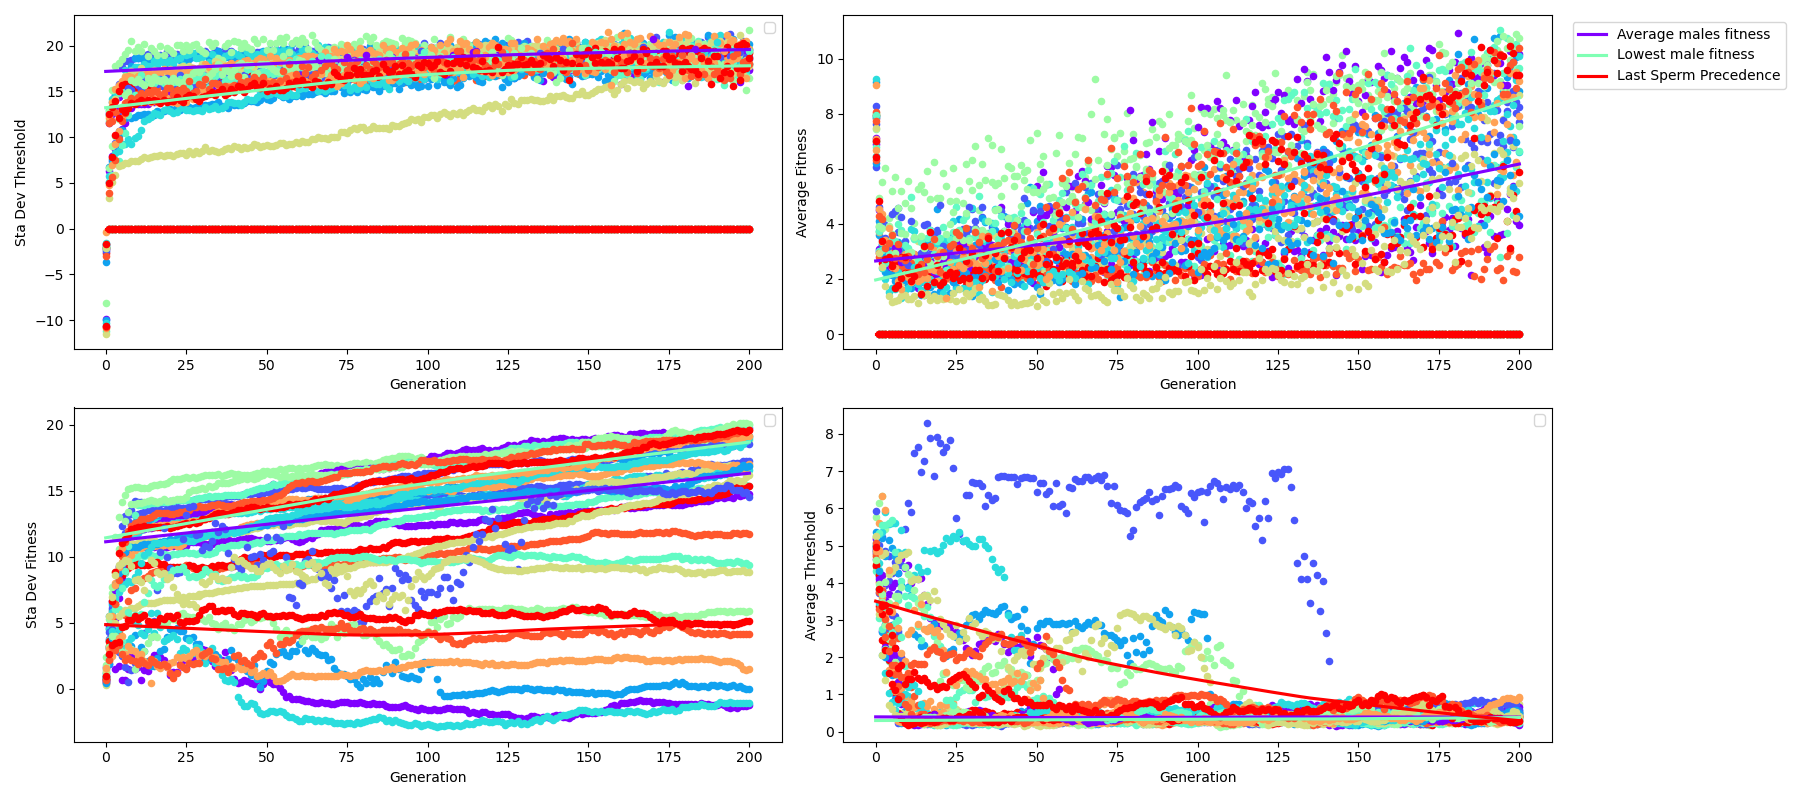 20
15
10
5
0
−5
−10
Sta Dev Threshold
0 25 50 75 100 125 150 175 200
Generation
10
8
6
4
2
0
Average Fitness
0 25 50 75 100 125 150 175 200
Generation
Average males fitness
Lowest male fitness
Last Sperm Precedence
20
15
10
5
0
Sta Dev Fitness
0 25 50 75 100 125 150 175 200
Generation
8
7
6
5
4
3
2
1
0
Average Threshold
0 25 50 75 100 125 150 175 200
Generation